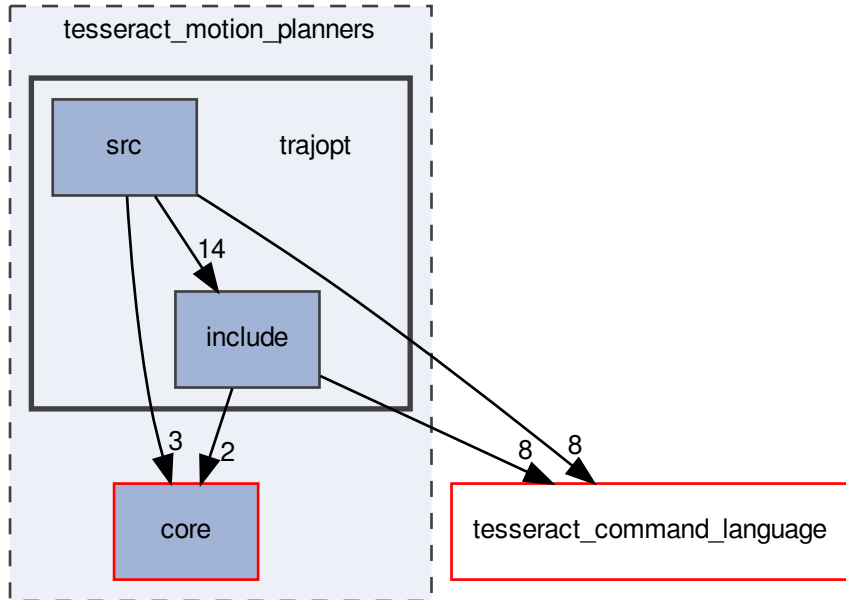 tesseract_motion_planners
src
trajopt
14
include
3
2
8
8
core
tesseract_command_language